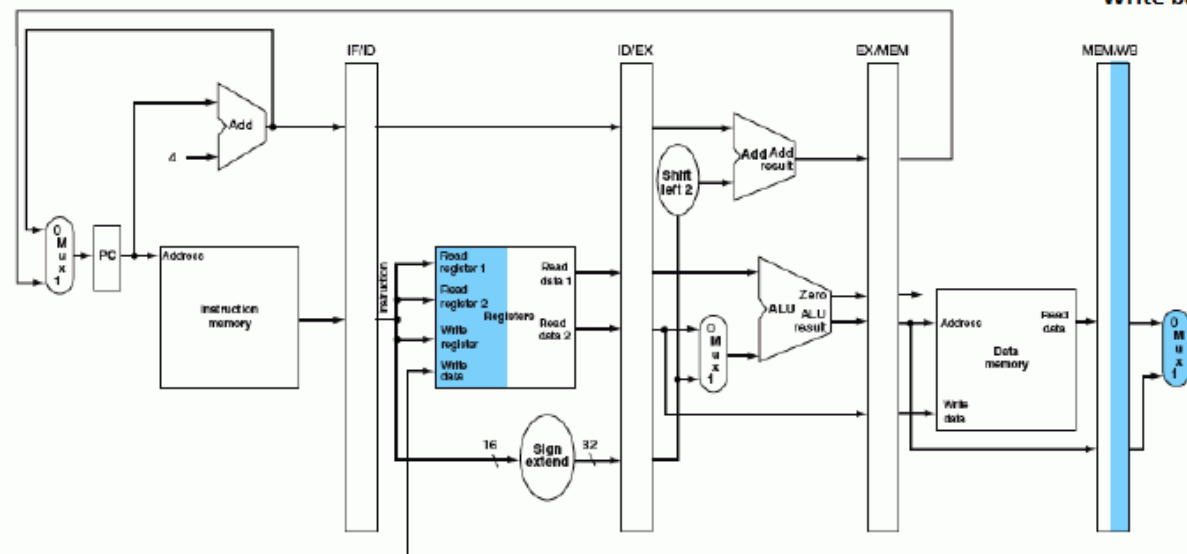 Write ba
IF/ID
ID/EX
EX/MEM
MEM/WB
Add
4
Add Add
result
Shift
left 2
0
M
u
x
1
PC
Address
Instruction
memory
Instruction
Read
register 1
Read
register 2
Write
register
Write
data
Registers
Read
data 1
Read
data 2
0
M
u
x
1
Zero
ALU ALU
result
Address
Read
data
Data
memory
Write
data
0
M
u
x
1
16
Sign
extend
32